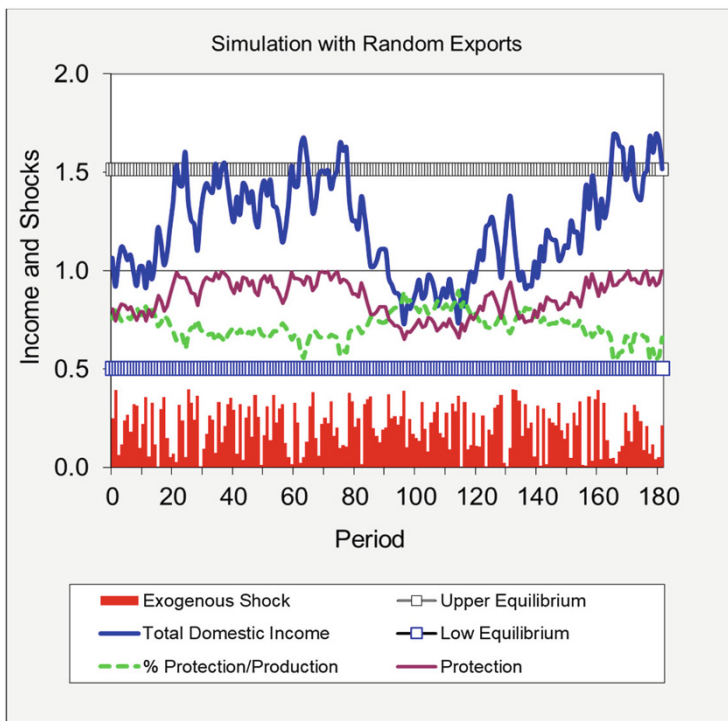 Simulation with Random Exports
2.0
1.5
1.0
0.5
0.0
Income and Shocks
0 20 40 60 80 100 120 140 160 180
Period
Exogenous Shock Upper Equilibrium
Total Domestic Income Low Equilibrium
% Protection/Production Protection